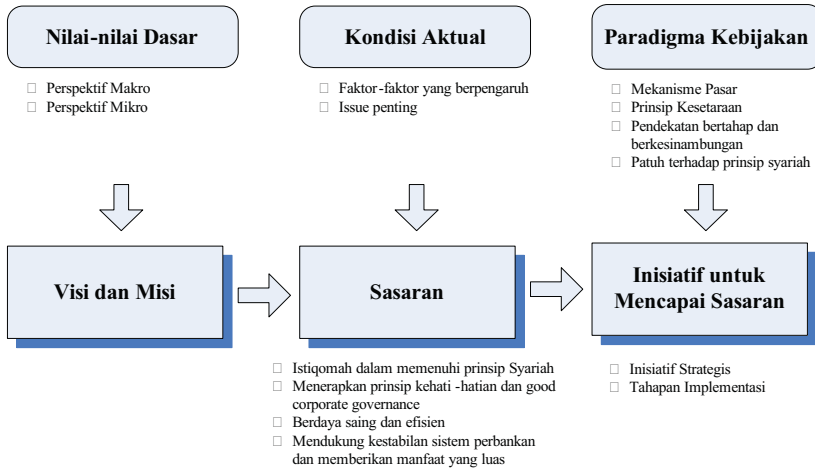 Nilai-nilai Dasar
Perspektif Makro
Perspektif Mikro
Kondisi Aktual
Faktor-faktor yang berpengaruh
Issue penting
Paradigma Kebijakan
Mekanisme Pasar
Prinsip Kesetaraan
Pendekatan bertahap dan
berkesinambungan
Patuh terhadap prinsip syariah
Visi dan Misi
Sasaran
Istiqomah dalam memenuhi prinsip Syariah
Menerapkan prinsip kehati -hatian dan good
corporate governance
Berdaya saing dan efisien
Mendukung kestabilan sistem perbankan
dan memberikan manfaat yang luas
Inisiatif untuk
Mencapai Sasaran
Inisiatif Strategis
Tahapan Implementasi